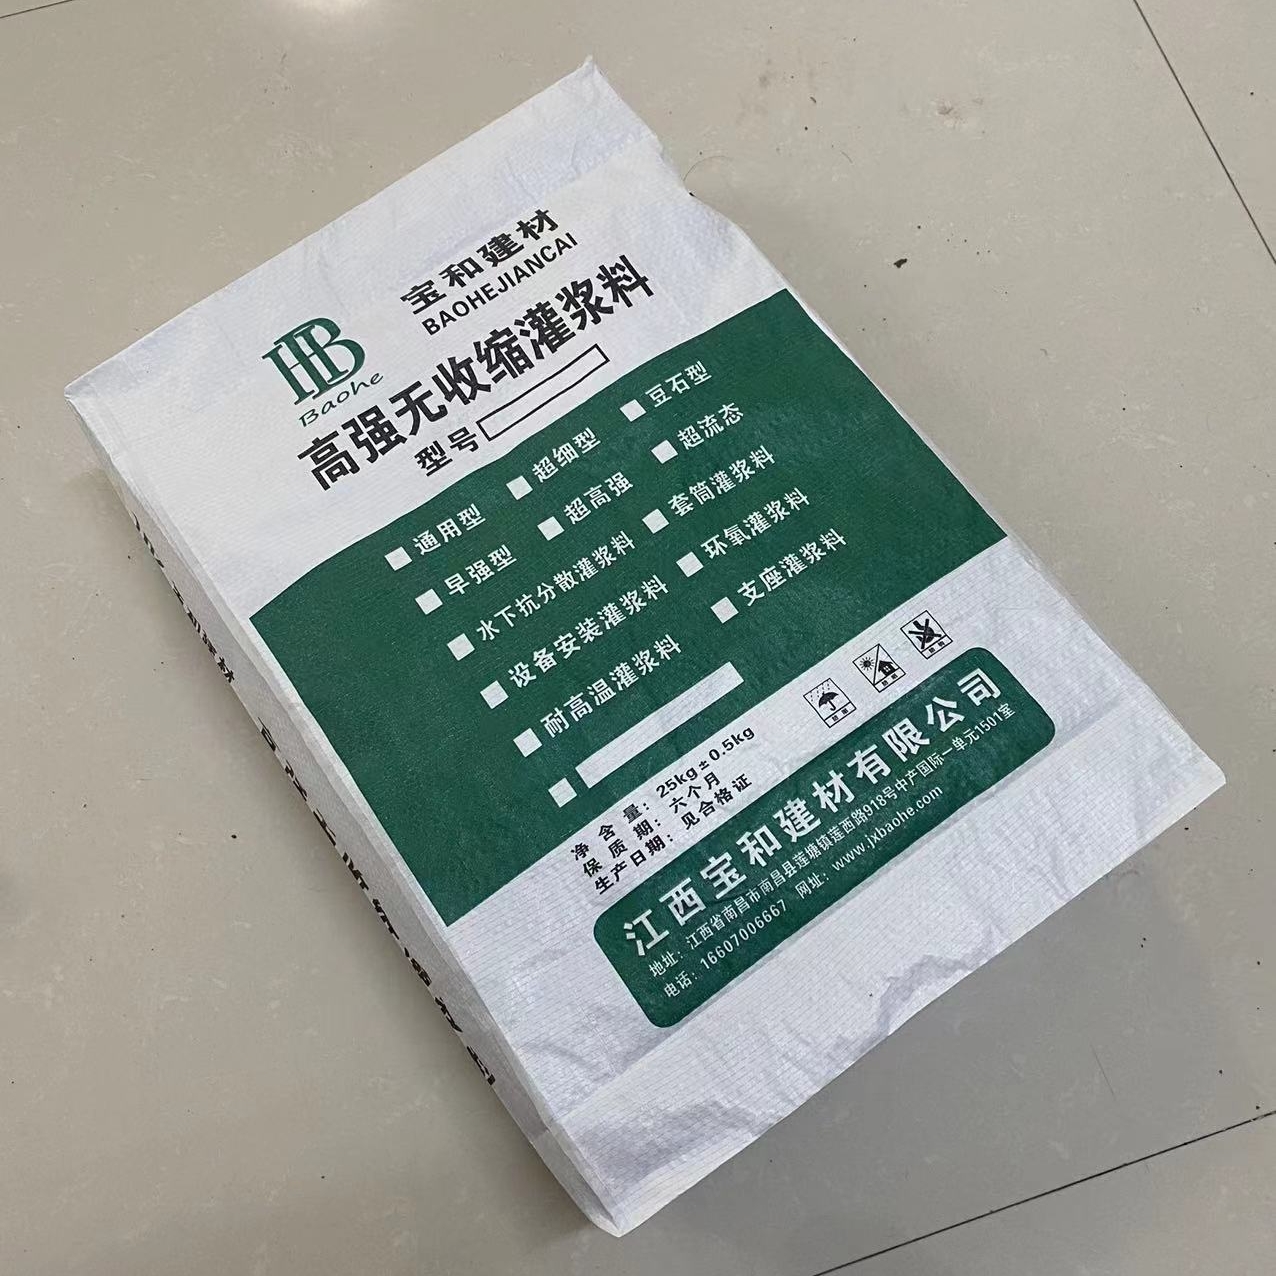 HB
Baohe
宝和建材
BAOHEJIANCAI
高强无收缩灌浆料
型号
通用型 超细型 豆石型
早强型 超高强 超流态
水下抗分散灌浆料 套筒灌浆料
设备安装灌浆料 环氧灌浆料
耐高温灌浆料 支座灌浆料
净含量：25kg±0.5kg
保质期：六个月
生产日期：见合格证
江西宝和建材有限公司
地址：江西省南昌市南昌县莲塘镇莲西路918号中产国际一单元1501室
电话：16607006667 网址：www.jxbaohe.com